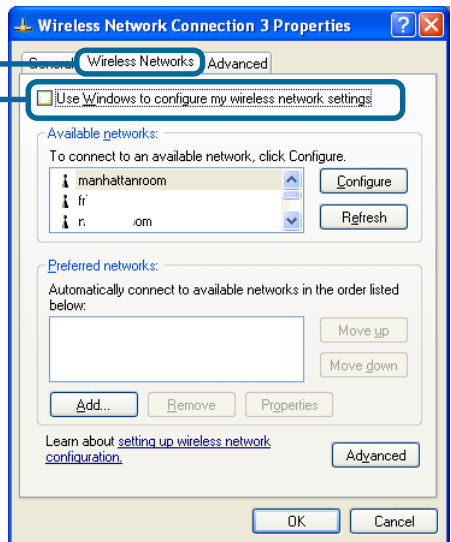 Wireless Network Connection 3 Properties
General Wireless Networks Advanced
Use Windows to configure my wireless network settings
Available networks:
To connect to an available network, click Configure.
manhattanroom
Configure
Refresh
Preferred networks:
Automatically connect to available networks in the order listed
below:
Move up
Move down
Add... Remove Properties
Learn about setting up wireless network
configuration.
Advanced
OK Cancel